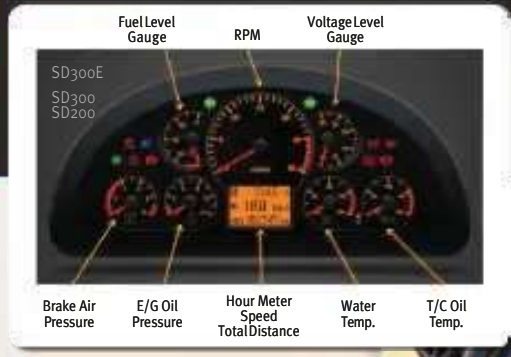 Fuel Level
Gauge
RPM
Voltage Level
Gauge
SD300E
SD300
SD200
Brake Air
Pressure
E/G Oil
Pressure
Hour Meter
Speed
Total Distance
Water
Temp.
T/C Oil
Temp.